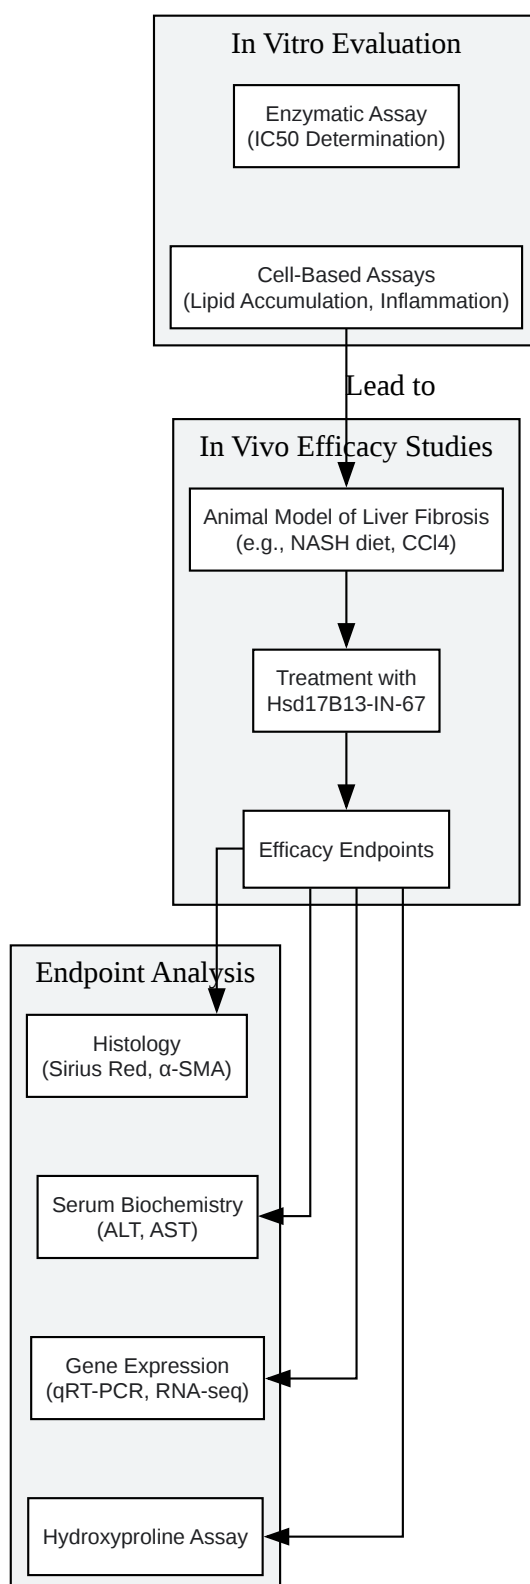 In Vitro Evaluation
Enzymatic Assay
(IC50 Determination)
Cell-Based Assays
(Lipid Accumulation, Inflammation)
Lead to
In Vivo Efficacy Studies
Animal Model of Liver Fibrosis
(e.g., NASH diet, CCl4)
Treatment with
Hsd17B13-IN-67
Efficacy Endpoints
Endpoint Analysis
Histology
(Sirius Red, α-SMA)
Serum Biochemistry
(ALT, AST)
Gene Expression
(qRT-PCR, RNA-seq)
Hydroxyproline Assay